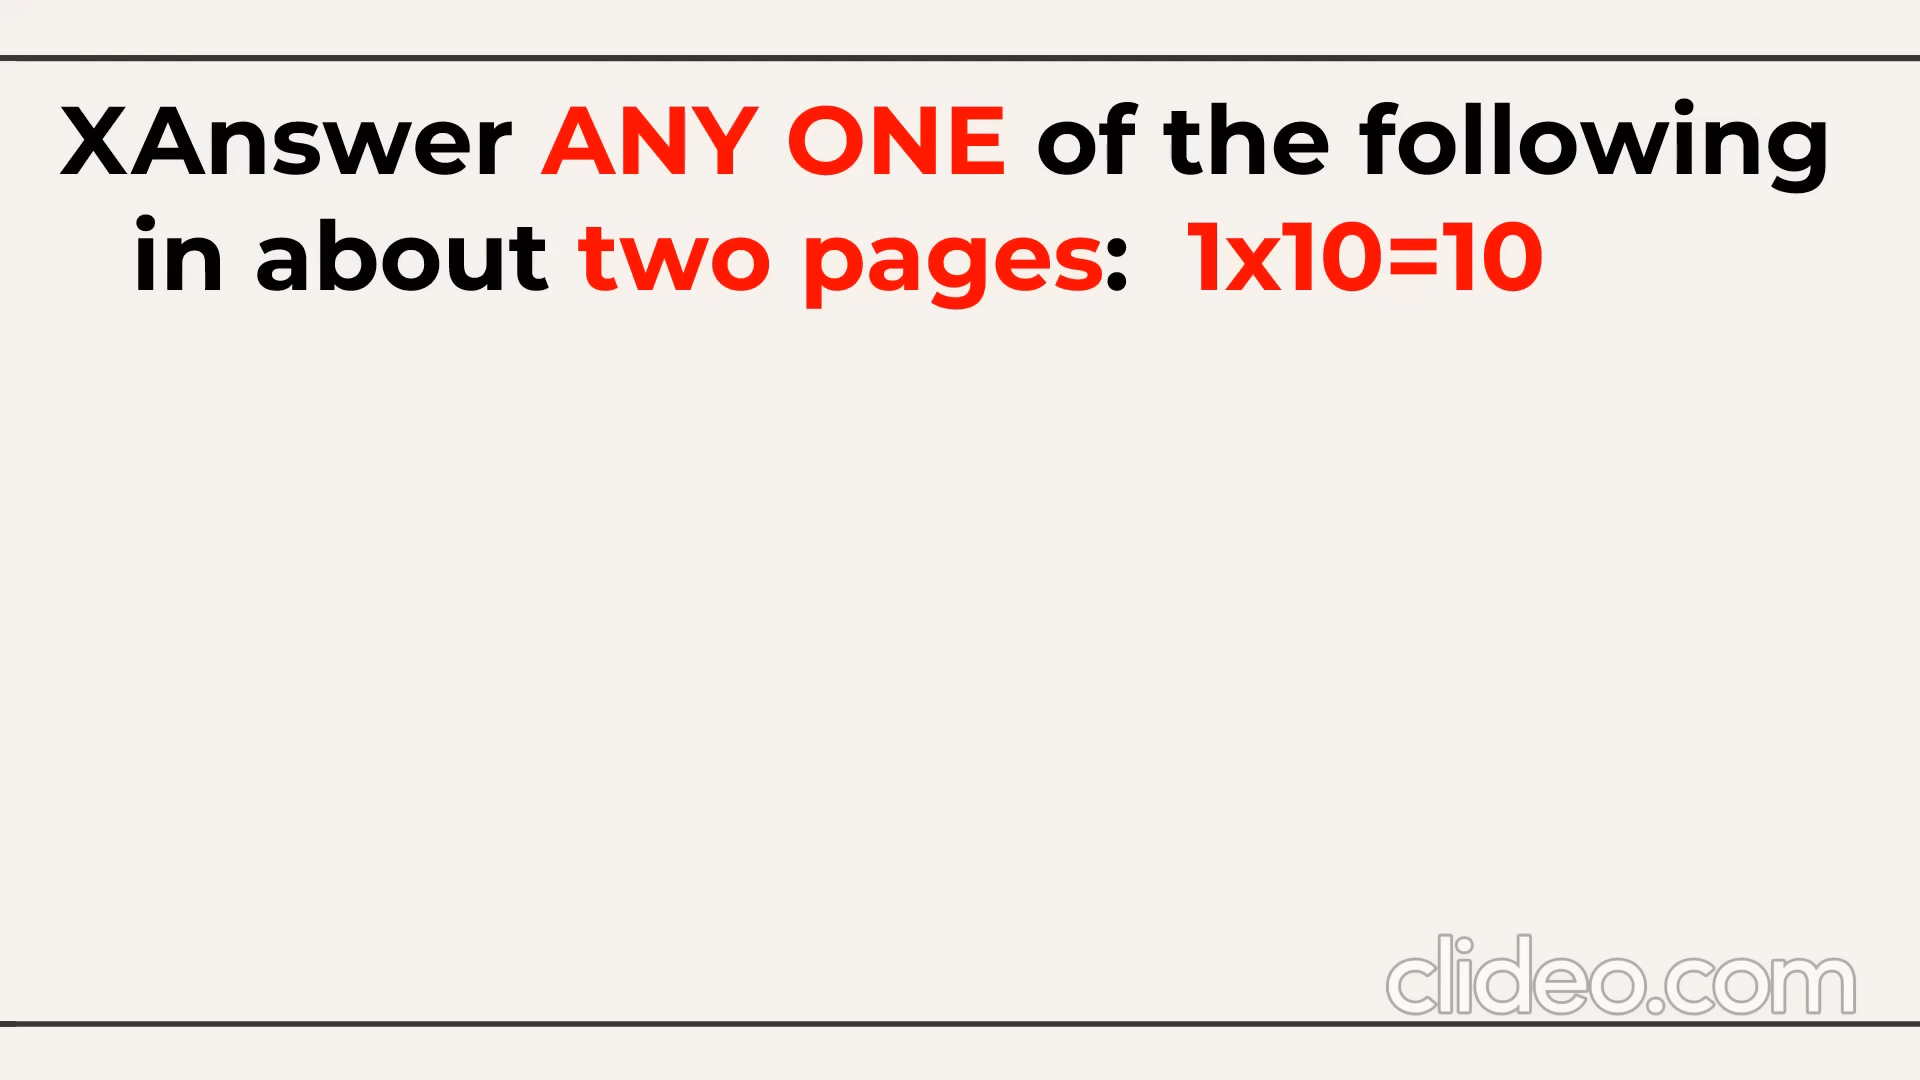 XAnswer ANY ONE of the following
in about two pages: 1x10=10
clideo.com